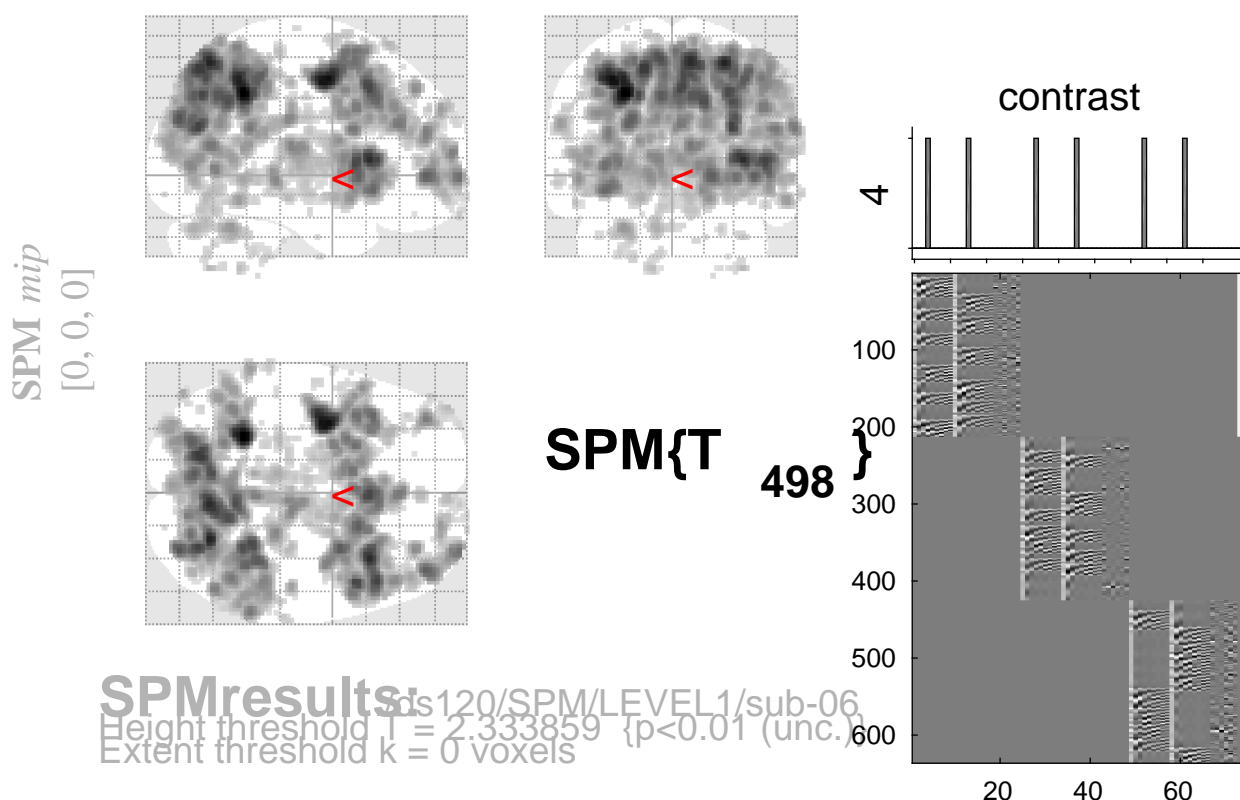 SPM mip
[0, 0, 0]
<
<
<
SPM{T 498 }
contrast
4
100
200
300
400
500
600
20 40 60
SPMresults: /ds120/SPM/LEVEL1/sub-06
Height threshold T = 2.333859 {p<0.01 (unc.)}
Extent threshold k = 0 voxels